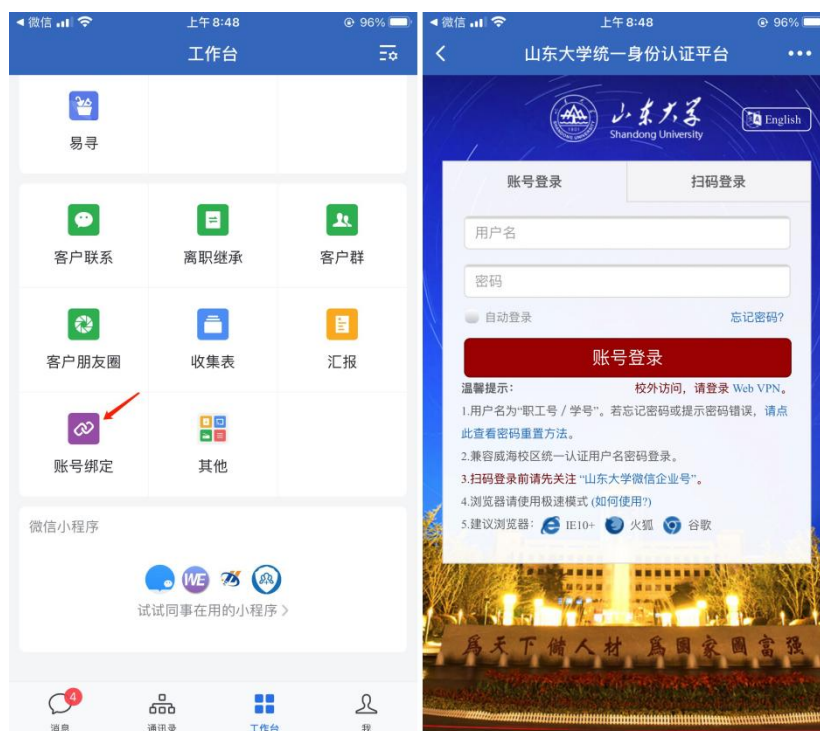 微信
上午8:48
96%
工作台
易寻
客户联系
离职继承
客户群
客户朋友圈
收集表
汇报
账号绑定
其他
微信小程序
WE
试试同事在用的小程序
4
消息
通讯录
工作台
我
微信
上午8:48
96%
山东大学统一身份认证平台
山东大学
Shandong University
English
账号登录
扫码登录
用户名
密码
自动登录
忘记密码?
账号登录
温馨提示:
校外访问，请登录 Web VPN。
1.用户名为“职工号 / 学号”。若忘记密码或提示密码错误，请点
此查看密码重置方法。
2.兼容威海校区统一认证用户名密码登录。
3.扫码登录前请先关注 “山东大学微信企业号”。
4.浏览器请使用极速模式 (如何使用?)
5.建议浏览器: IE10+ 火狐 谷歌
為天下儲人材 為國家圖富强